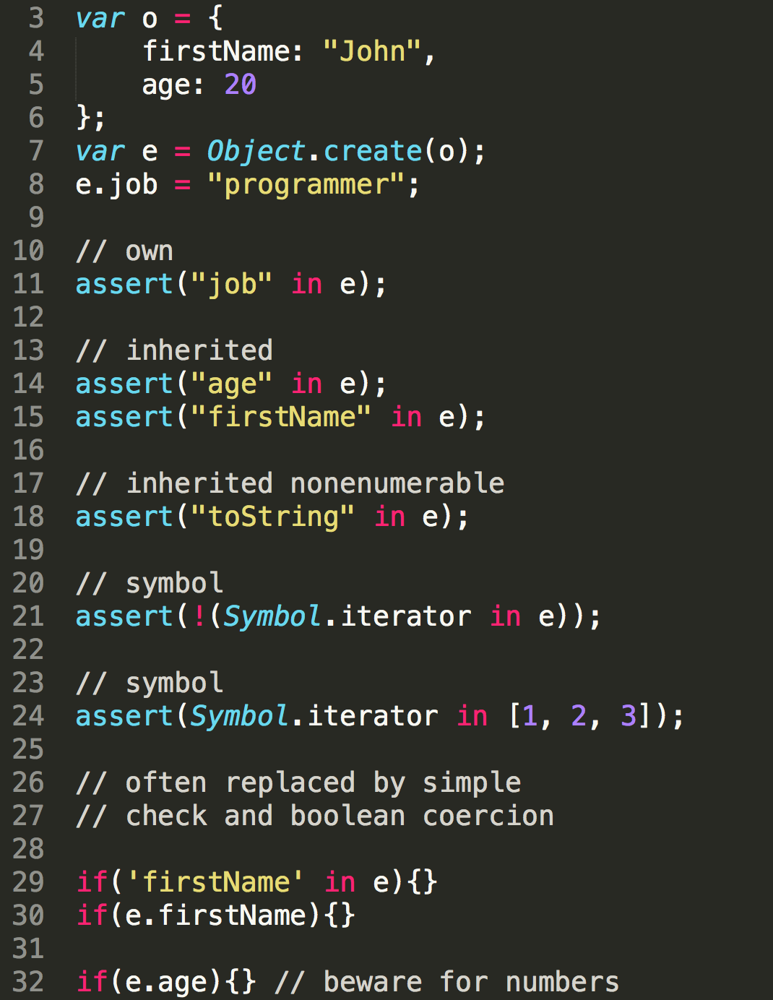 3 var o = {
4     firstName: "John",
5     age: 20
6 };
7 var e = Object.create(o);
8 e.job = "programmer";
9
10 // own
11 assert("job" in e);
12
13 // inherited
14 assert("age" in e);
15 assert("firstName" in e);
16
17 // inherited nonenumerable
18 assert("toString" in e);
19
20 // symbol
21 assert(!(Symbol.iterator in e));
22
23 // symbol
24 assert(Symbol.iterator in [1, 2, 3]);
25
26 // often replaced by simple
27 // check and boolean coercion
28
29 if('firstName' in e){}
30 if(e.firstName){}
31
32 if(e.age){} // beware for numbers